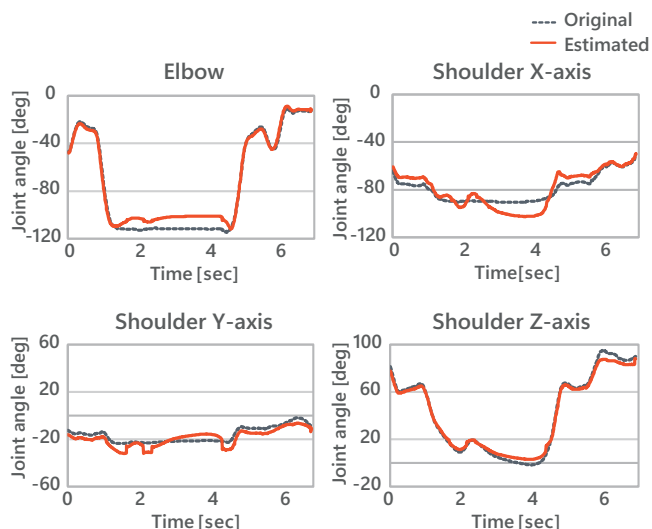 Original
Estimated
Elbow
Shoulder X-axis
Joint angle [deg]
0
-40
-80
-120
0 2 4 6
Time [sec]
Joint angle [deg]
0
-40
-80
-120
0 2 4 6
Time[sec]
Shoulder Y-axis
Shoulder Z-axis
Joint angle [deg]
60
20
-20
-60
0 2 4 6
Time [sec]
Joint angle [deg]
100
60
20
-20
0 2 4 6
Time [sec]